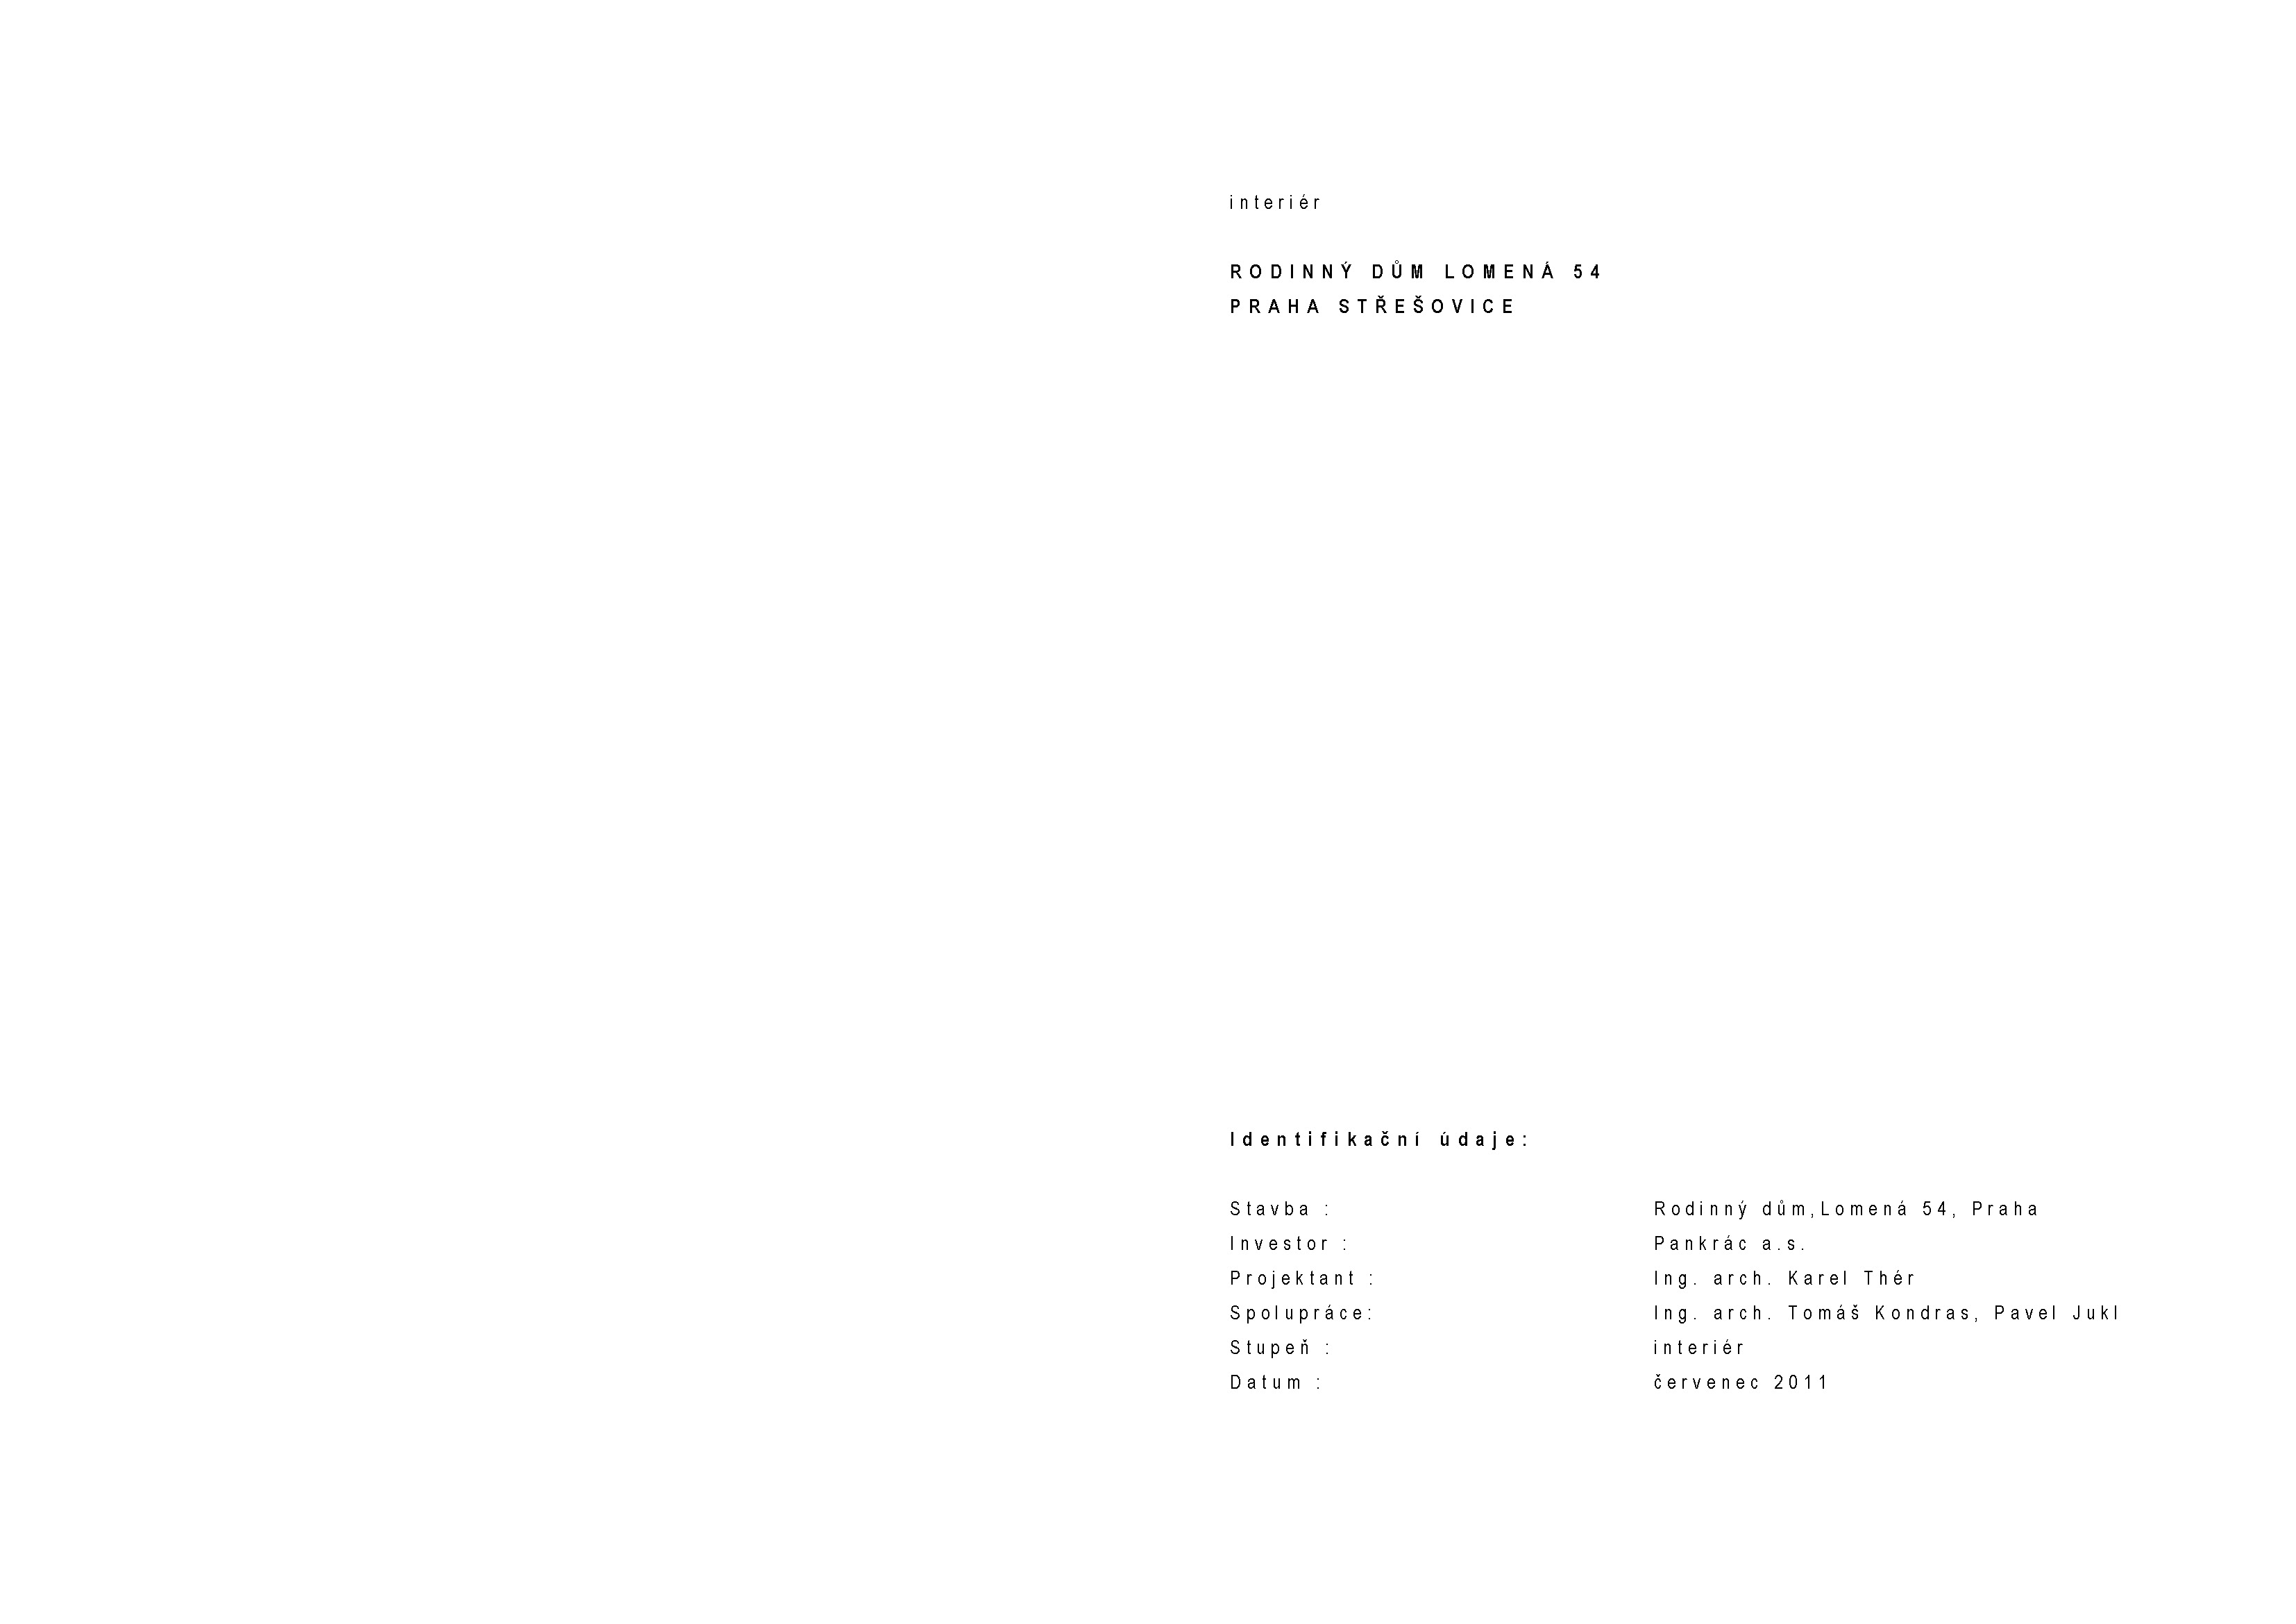 interiér
RODINNÝ DŮM LOMENÁ 54
PRAHA STŘEŠOVICE
Identifikační údaje:
Stavba : Rodinný dům,Lomená 54, Praha
Investor : Pankrác a.s.
Projektant : Ing. arch. Karel Thér
Spolupráce: Ing. arch. Tomáš Kondras, Pavel Jukl
Stupeň : interiér
Datum : červenec 2011